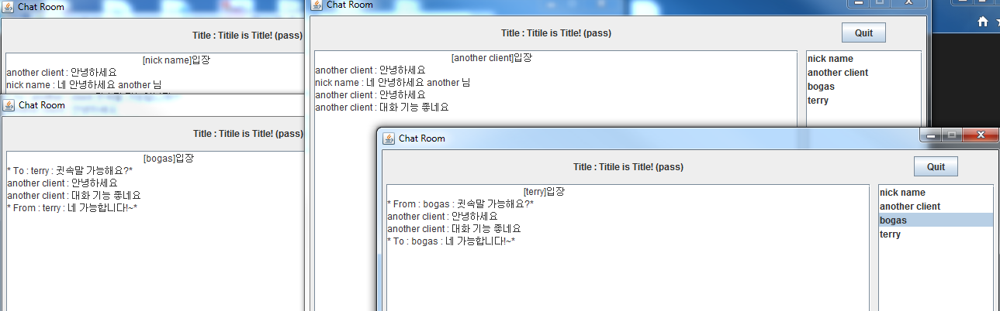 Chat Room
Title : Titile is Title! (pass)
[nick name]입장
another client : 안녕하세요
nick name : 네 안녕하세요 another 님
Chat Room
Title : Titile is Title! (pass)
Quit
[another client]입장
another client : 안녕하세요
nick name : 네 안녕하세요 another 님
another client : 안녕하세요
another client : 대화 기능 좋네요
nick name
another client
bogas
terry
Chat Room
Title : Titile is Title! (pass)
[bogas]입장
* To : terry : 귓속말 가능해요?*
another client : 안녕하세요
another client : 대화 기능 좋네요
* From : terry : 네 가능합니다!~*
Chat Room
Title : Titile is Title! (pass)
Quit
[terry]입장
* From : bogas : 귓속말 가능해요?*
another client : 안녕하세요
another client : 대화 기능 좋네요
* To : bogas : 네 가능합니다!~*
nick name
another client
bogas
terry